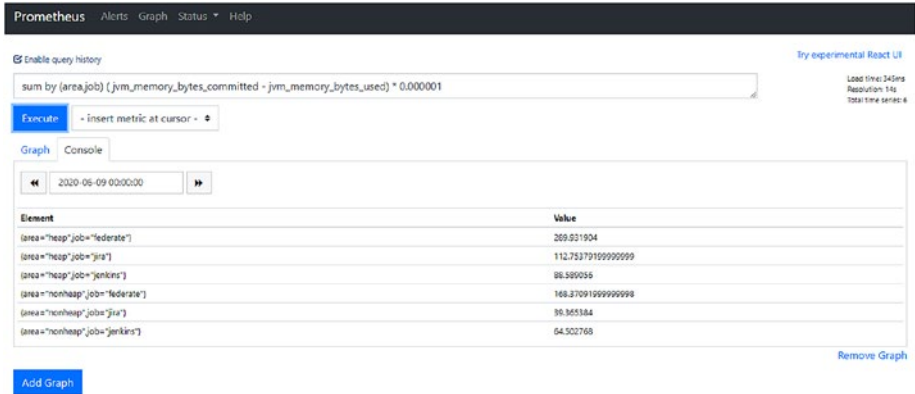 Prometheus Alerts Graph Status Help
Enable query history
Try experimental React UI
sum by (area,job) ( jvm_memory_bytes_committed - jvm_memory_bytes_used) * 0.000001
Load time: 345ms
Resolution: 14s
Total time series: 6
Execute - insert metric at cursor -
Graph Console
2020-06-09 00:00:00
Element Value
{area="heap",job="federate"} 269.931904
{area="heap",job="jira"} 112.75379199999999
{area="heap",job="jenkins"} 88.589056
{area="nonheap",job="federate"} 168.37091999999998
{area="nonheap",job="jira"} 39.365384
{area="nonheap",job="jenkins"} 64.502768
Remove Graph
Add Graph